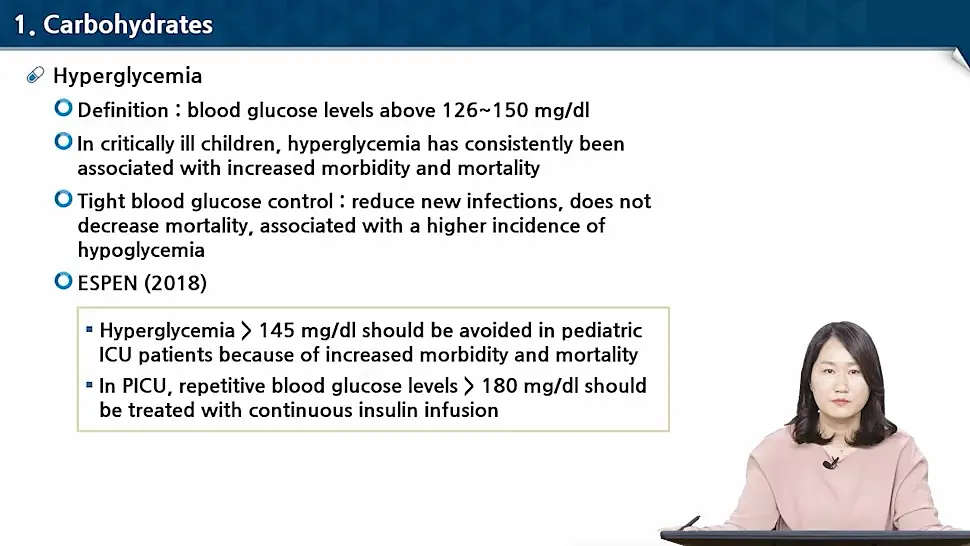 1. Carbohydrates
Hyperglycemia
Definition : blood glucose levels above 126~150 mg/dl
In critically ill children, hyperglycemia has consistently been
associated with increased morbidity and mortality
Tight blood glucose control : reduce new infections, does not
decrease mortality, associated with a higher incidence of
hypoglycemia
ESPEN (2018)
Hyperglycemia > 145 mg/dl should be avoided in pediatric
ICU patients because of increased morbidity and mortality
In PICU, repetitive blood glucose levels > 180 mg/dl should
be treated with continuous insulin infusion